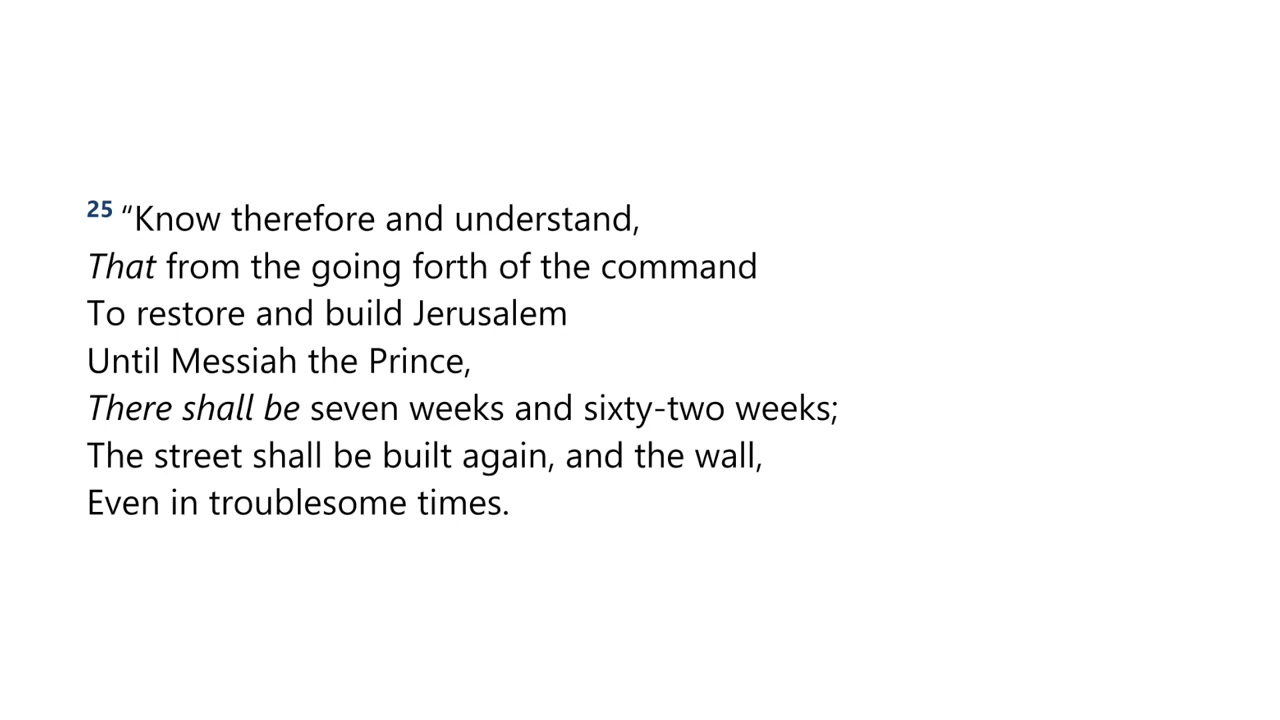 25 “Know therefore and understand,
That from the going forth of the command
To restore and build Jerusalem
Until Messiah the Prince,
There shall be seven weeks and sixty-two weeks;
The street shall be built again, and the wall,
Even in troublesome times.